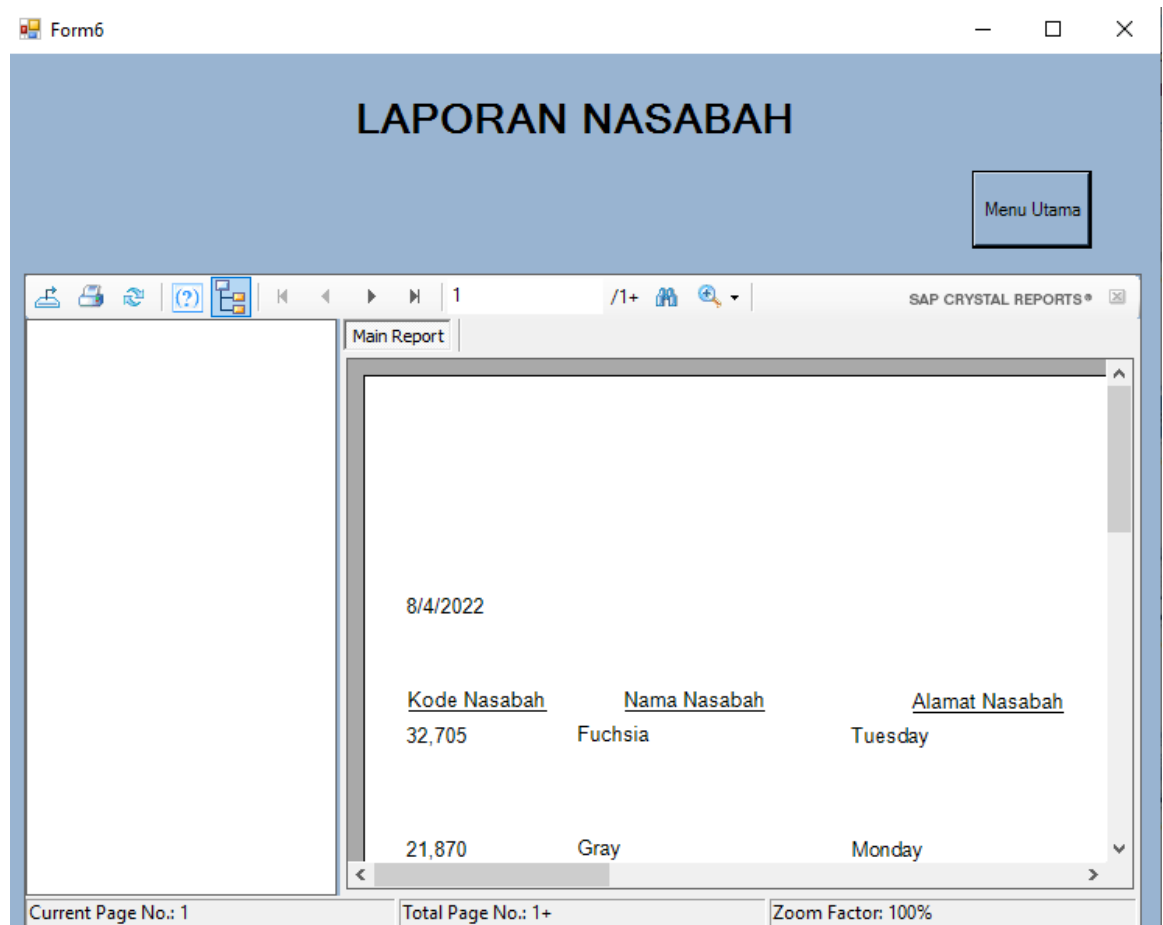 Form6
LAPORAN NASABAH
Menu Utama
(?) 1 /1+ SAP CRYSTAL REPORTS®
Main Report
8/4/2022
Kode Nasabah Nama Nasabah Alamat Nasabah
32,705 Fuchsia Tuesday
21,870 Gray Monday
Current Page No.: 1 Total Page No.: 1+ Zoom Factor: 100%